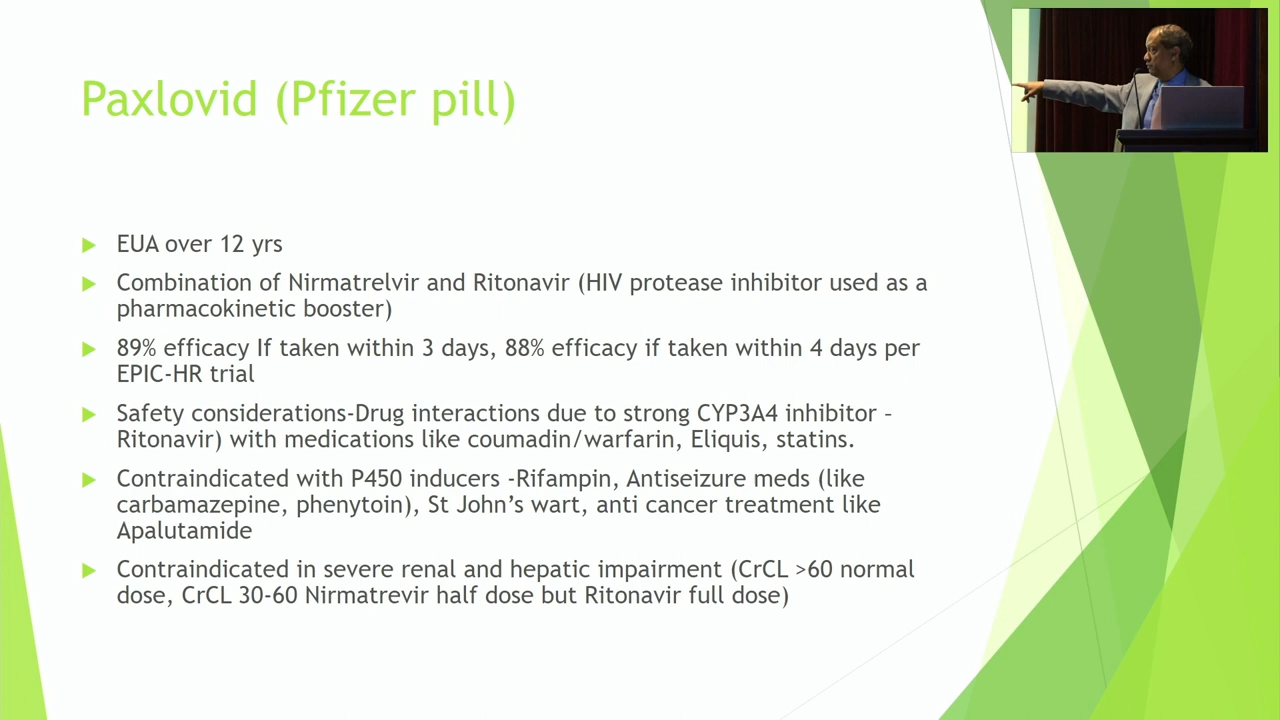 Paxlovid (Pfizer pill)
EUA over 12 yrs
Combination of Nirmatrelvir and Ritonavir (HIV protease inhibitor used as a
pharmacokinetic booster)
89% efficacy If taken within 3 days, 88% efficacy if taken within 4 days per
EPIC-HR trial
Safety considerations-Drug interactions due to strong CYP3A4 inhibitor –
Ritonavir) with medications like coumadin/warfarin, Eliquis, statins.
Contraindicated with P450 inducers -Rifampin, Antiseizure meds (like
carbamazepine, phenytoin), St John’s wart, anti cancer treatment like
Apalutamide
Contraindicated in severe renal and hepatic impairment (CrCL >60 normal
dose, CrCL 30-60 Nirmatrevir half dose but Ritonavir full dose)